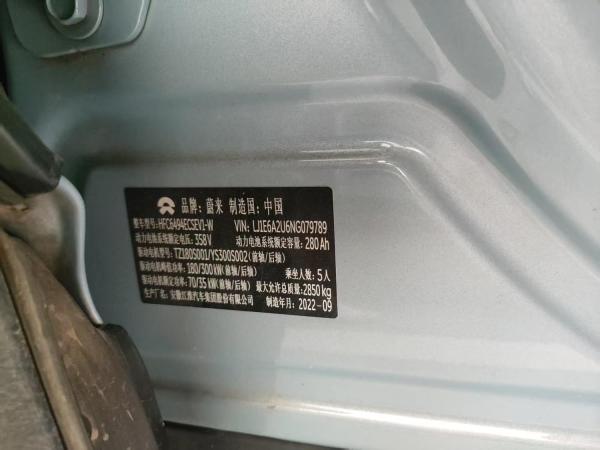 品牌: 蔚来 制造国: 中国
整车型号: HFC6494ECSEV1-W VIN: LJ1E6A2U6NG079789
动力电池系统额定电压: 358V 动力电池系统额定容量: 280Ah
驱动电机型号: TZ180S001/YS300S002(前轴/后轴)
驱动电机峰值功率: 180/300kW(前轴/后轴) 乘坐人数: 5人
驱动电机额定功率: 70/35kW(前轴/后轴) 最大允许总质量: 2850kg
生产厂名: 安徽江淮汽车集团股份有限公司 制造年月: 2022-09